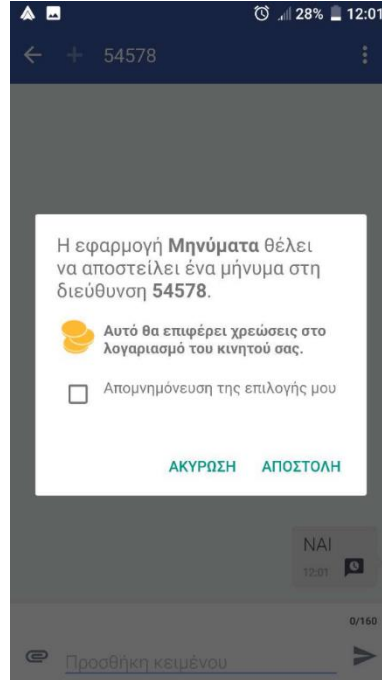 28% 12:01
54578
Η εφαρμογή Μηνύματα θέλει
να αποστείλει ένα μήνυμα στη
διεύθυνση 54578.
Αυτό θα επιφέρει χρεώσεις στο
λογαριασμό του κινητού σας.
Απομνημόνευση της επιλογής μου
ΑΚΥΡΩΣΗ ΑΠΟΣΤΟΛΗ
ΝΑΙ
12:01
0/160
Προσθήκη κειμένου